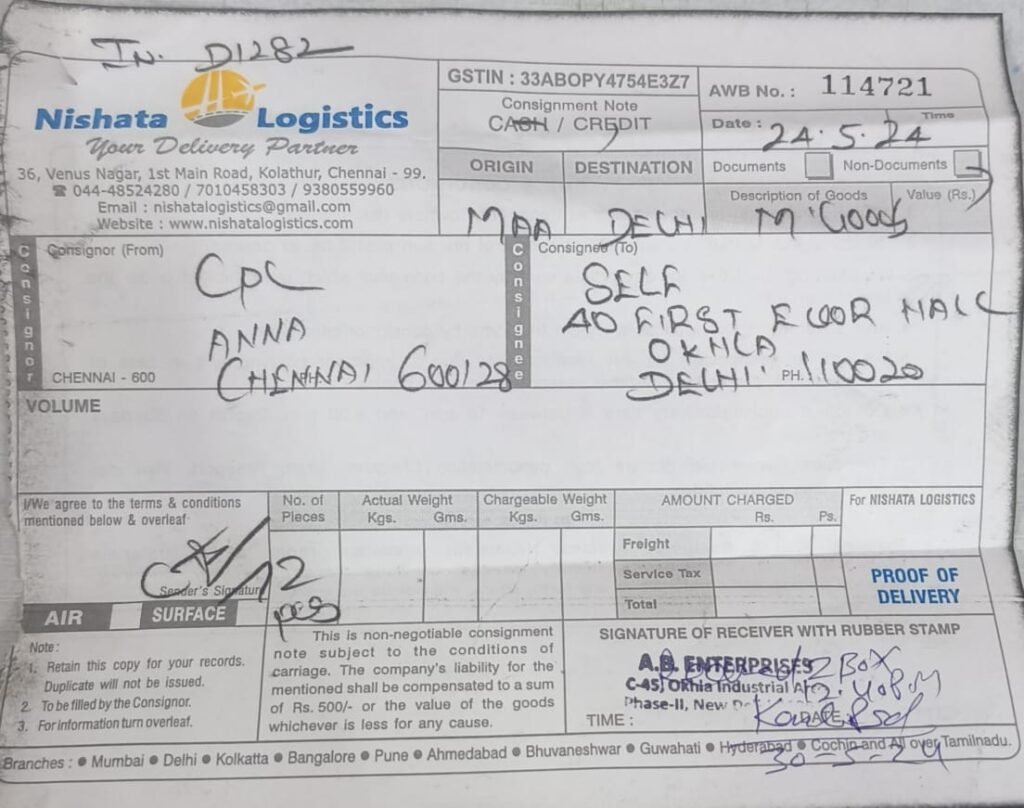 IN. D1282
Nishata Logistics
Your Delivery Partner
36, Venus Nagar, 1st Main Road, Kolathur, Chennai - 99.
☎ 044-48524280 / 7010458303 / 9380559960
Email : nishatalogistics@gmail.com
Website : www.nishatalogistics.com
GSTIN : 33ABOPY4754E3Z7
Consignment Note
CASH / CREDIT
AWB No. : 114721
Date : 24.5.24 Time
ORIGIN DESTINATION
Documents Non-Documents
Description of Goods Value (Rs.)
MAA DELHI M Goods
Consignor
Consignor (From)
CPC
ANNA
CHENNAI 600128
CHENNAI - 600
Consignee
Consignee (To)
SELF
40 FIRST FLOOR
OKHLA
DELHI PH. 110020
VOLUME
I/We agree to the terms & conditions
mentioned below & overleaf
Sender's Signature
AIR SURFACE
No. of
Pieces
12
pcs
Actual Weight
Kgs. Gms.
Chargeable Weight
Kgs. Gms.
AMOUNT CHARGED
Rs. Ps.
Freight
Service Tax
Total
For NISHATA LOGISTICS
PROOF OF
DELIVERY
Note :
1. Retain this copy for your records.
Duplicate will not be issued.
2. To be filled by the Consignor.
3. For information turn overleaf.
This is non-negotiable consignment
note subject to the conditions of
carriage. The company's liability for the
mentioned shall be compensated to a sum
of Rs. 500/- or the value of the goods
whichever is less for any cause.
SIGNATURE OF RECEIVER WITH RUBBER STAMP
A.B. ENTERPRISES
C-45, Okhla Industrial
Phase-II, New
12 Box
TIME : DATE
30-5-24
Branches : ● Mumbai ● Delhi ● Kolkatta ● Bangalore ● Pune ● Ahmedabad ● Bhuvaneshwar ● Guwahati ● Hyderabad ● Cochin and All over Tamilnadu.